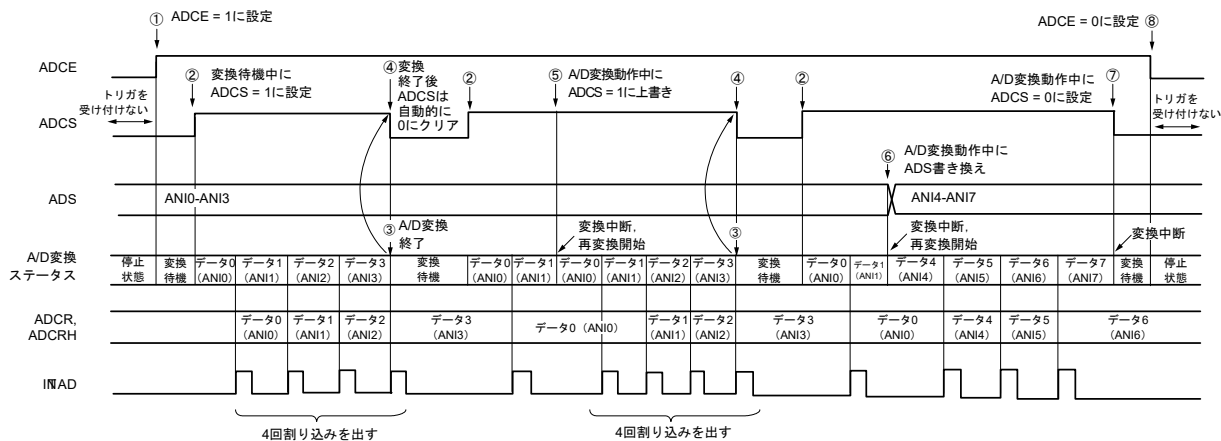 ① ADCE = 1に設定
ADCE = 0に設定 ⑧
ADCE
② 変換待機中に
ADCS = 1に設定
④ 変換
終了後
ADCSは
自動的に
0にクリア
②
⑤ A/D変換動作中に
ADCS = 1に上書き
④
②
A/D変換動作中に
ADCS = 0に設定
⑦
トリガを
受け付けない
トリガを
受け付けない
ADCS
⑥ A/D変換動作中に
ADS書き換え
ADS
ANI0-ANI3
ANI4-ANI7
③ A/D変換
終了
変換中断,
再変換開始
③
変換中断,
再変換開始
変換中断
A/D変換
ステータス
停止
状態
変換
待機
データ0
(ANI0)
データ1
(ANI1)
データ2
(ANI2)
データ3
(ANI3)
変換
待機
データ0
(ANI0)
データ1
(ANI1)
データ0
(ANI0)
データ1
(ANI1)
データ2
(ANI2)
データ3
(ANI3)
変換
待機
データ0
(ANI0)
データ1
(ANI1)
データ4
(ANI4)
データ5
(ANI5)
データ6
(ANI6)
データ7
(ANI7)
変換
待機
停止
状態
ADCR,
ADCRH
データ0
(ANI0)
データ1
(ANI1)
データ2
(ANI2)
データ3
(ANI3)
データ0 (ANI0)
データ1
(ANI1)
データ2
(ANI2)
データ3
(ANI3)
データ0
(ANI0)
データ4
(ANI4)
データ5
(ANI5)
データ6
(ANI6)
4回割り込みを出す
4回割り込みを出す